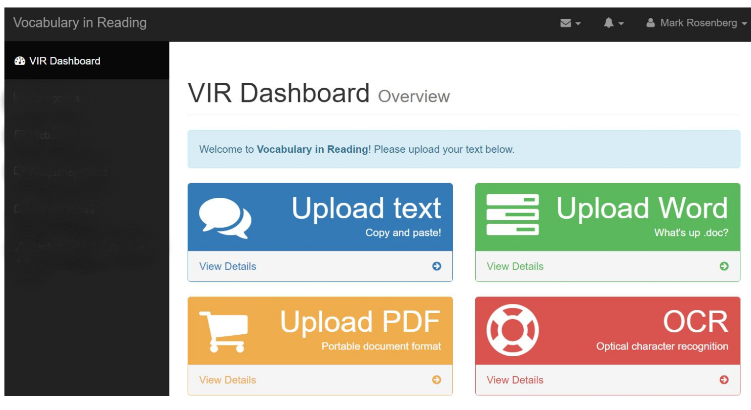 Vocabulary in Reading
Mark Rosenberg
VIR Dashboard
VIR Dashboard Overview
Welcome to Vocabulary in Reading! Please upload your text below.
Upload text
Copy and paste!
View Details
Upload Word
What's up .doc?
View Details
Upload PDF
Portable document format
View Details
OCR
Optical character recognition
View Details